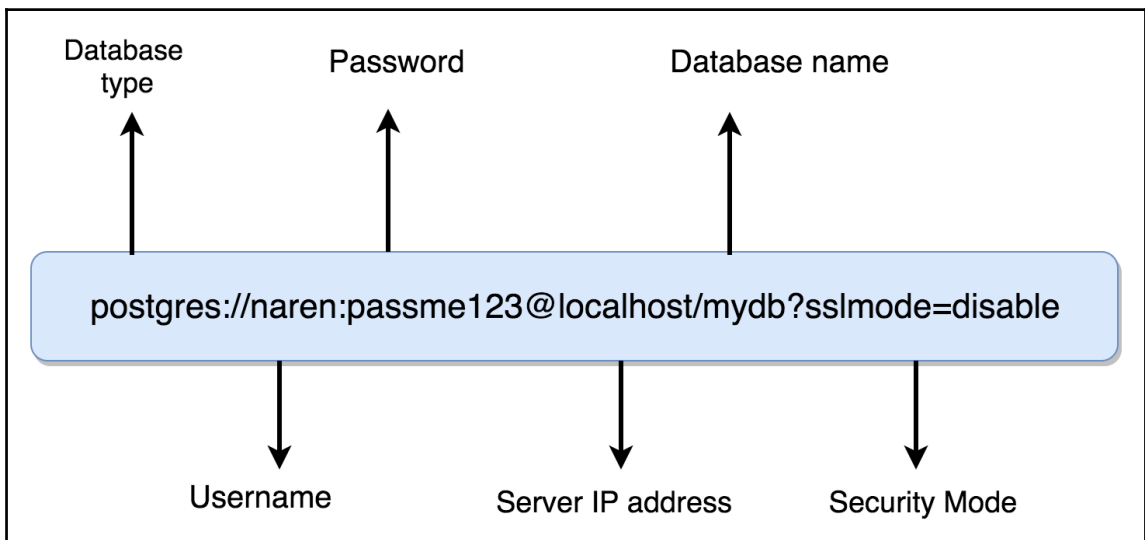 Database
type
Password
Database name
postgres://naren:passme123@localhost/mydb?sslmode=disable
Username
Server IP address
Security Mode